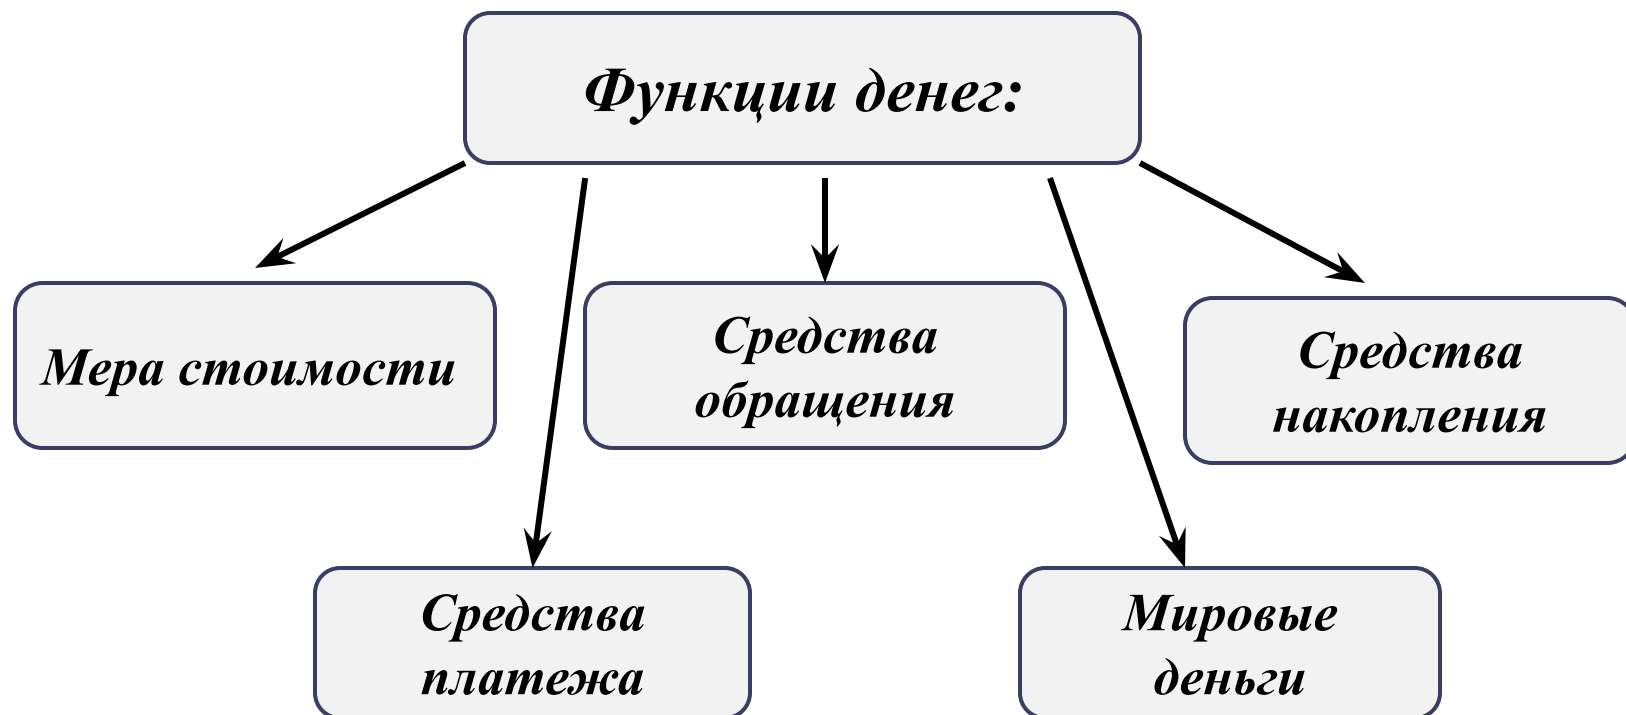 Функции денег:
Мера стоимости
Средства
обращения
Средства
накопления
Средства
платежа
Мировые
деньги